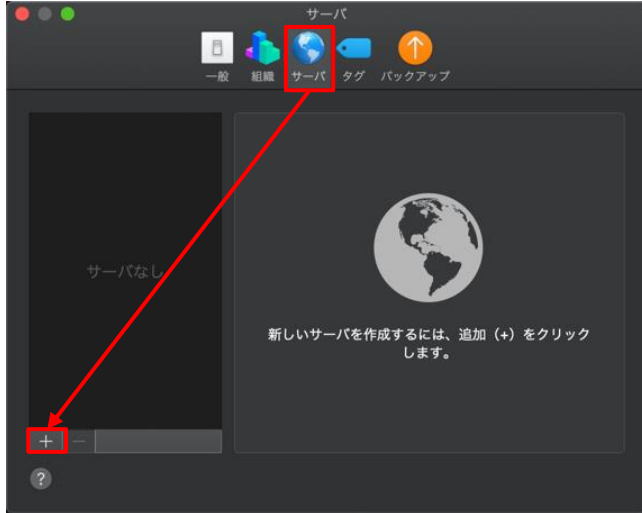 サーバ
一般 組織 サーバ タグ バックアップ
サーバなし
新しいサーバを作成するには、追加（+）をクリック
します。
+ −
?